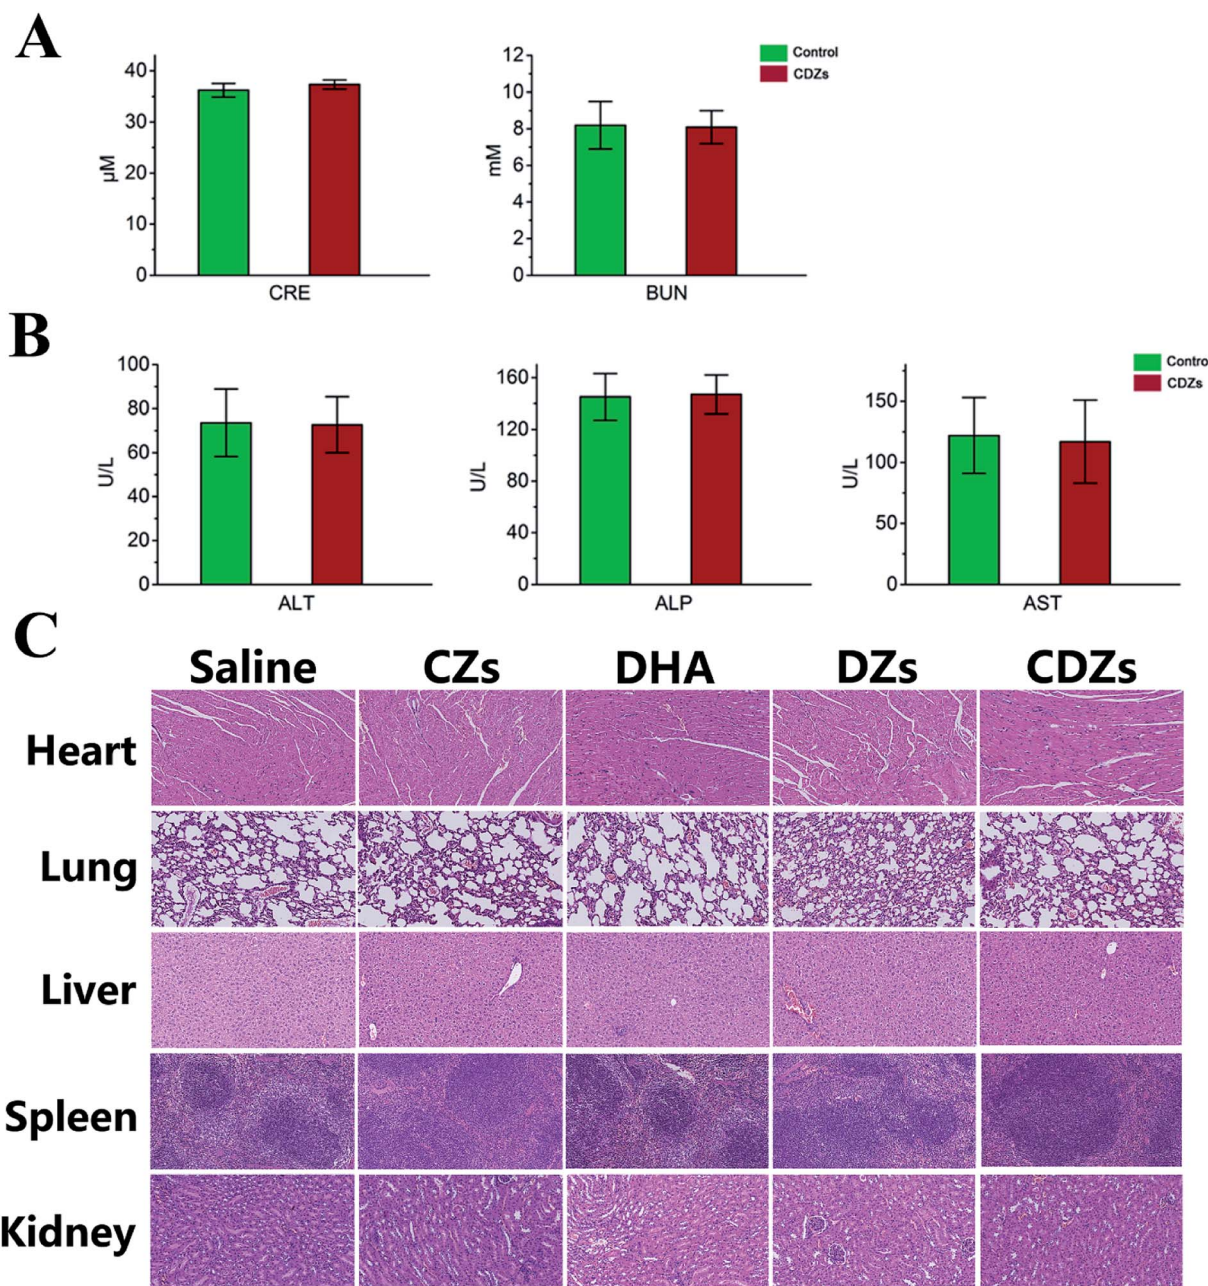 A
40
30
20
10
0
µM
CRE
12
10
8
6
4
2
0
mM
BUN
Control
CDZs
B
100
80
60
40
20
0
U/L
ALT
160
120
80
40
0
U/L
ALP
150
100
50
0
U/L
AST
Contro
CDZs
C
Saline CZs DHA DZs CDZs
Heart
Lung
Liver
Spleen
Kidney